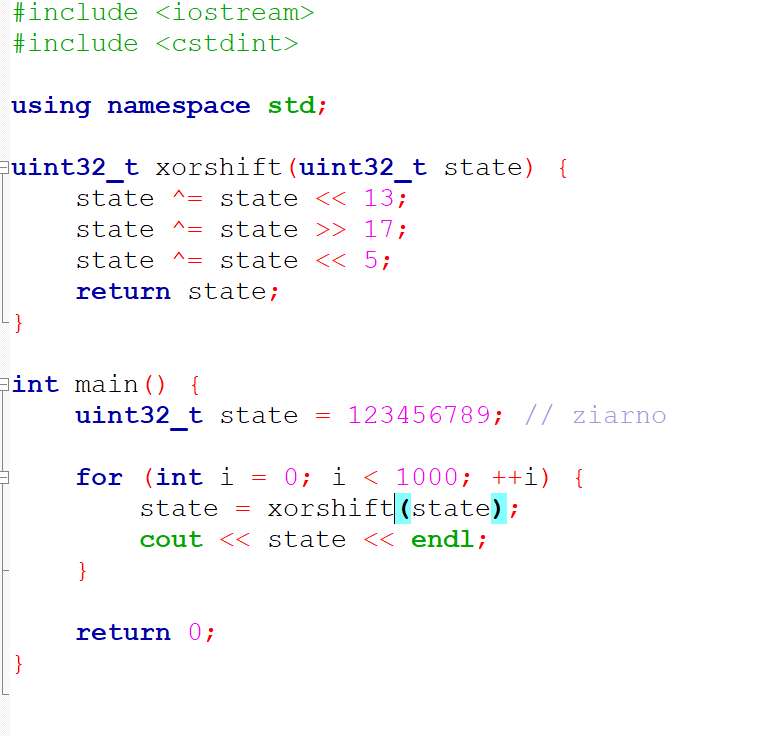 #include <iostream>
#include <cstdint>
using namespace std;
uint32_t xorshift(uint32_t state) {
    state ^= state << 13;
    state ^= state >> 17;
    state ^= state << 5;
    return state;
}
int main() {
    uint32_t state = 123456789; // ziarno
    for (int i = 0; i < 1000; ++i) {
        state = xorshift(state);
        cout << state << endl;
    }
    return 0;
}